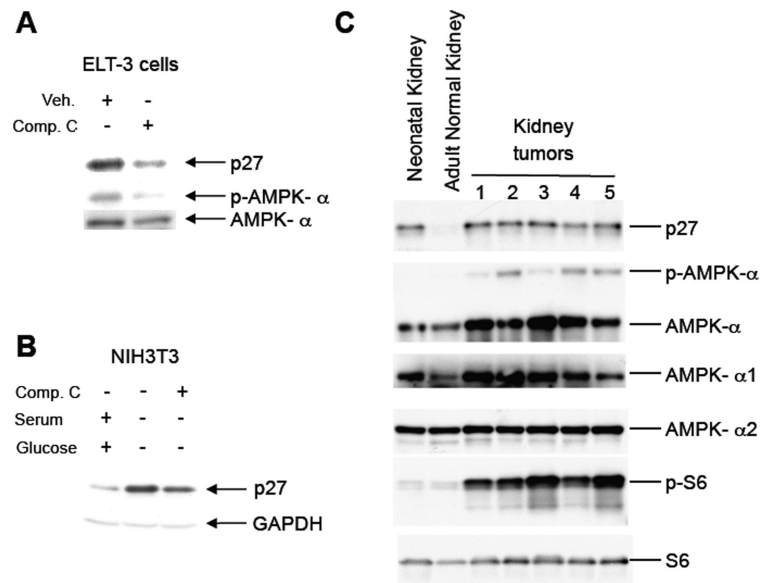 A
ELT-3 cells
Veh. + -
Comp. C - +
p27
p-AMPK- α
AMPK- α
B
NIH3T3
Comp. C - - +
Serum + - -
Glucose + - -
p27
GAPDH
C
Neonatal Kidney
Adult Normal Kidney
Kidney
tumors
1 2 3 4 5
p27
p-AMPK-α
AMPK-α
AMPK- α1
AMPK- α2
p-S6
S6